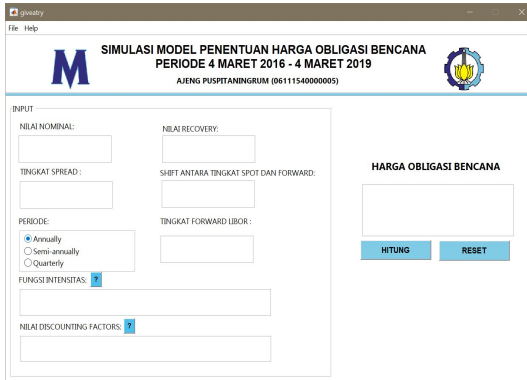 giveatry
File Help
SIMULASI MODEL PENENTUAN HARGA OBLIGASI BENCANA
PERIODE 4 MARET 2016 - 4 MARET 2019
AJENG PUSPITANINGRUM (06111540000005)
INPUT
NILAI NOMINAL:
NILAI RECOVERY:
TINGKAT SPREAD :
SHIFT ANTARA TINGKAT SPOT DAN FORWARD:
PERIODE:
Annually
Semi-annually
Quarterly
TINGKAT FORWARD LIBOR :
FUNGSI INTENSITAS: ?
NILAI DISCOUNTING FACTORS: ?
HARGA OBLIGASI BENCANA
HITUNG RESET